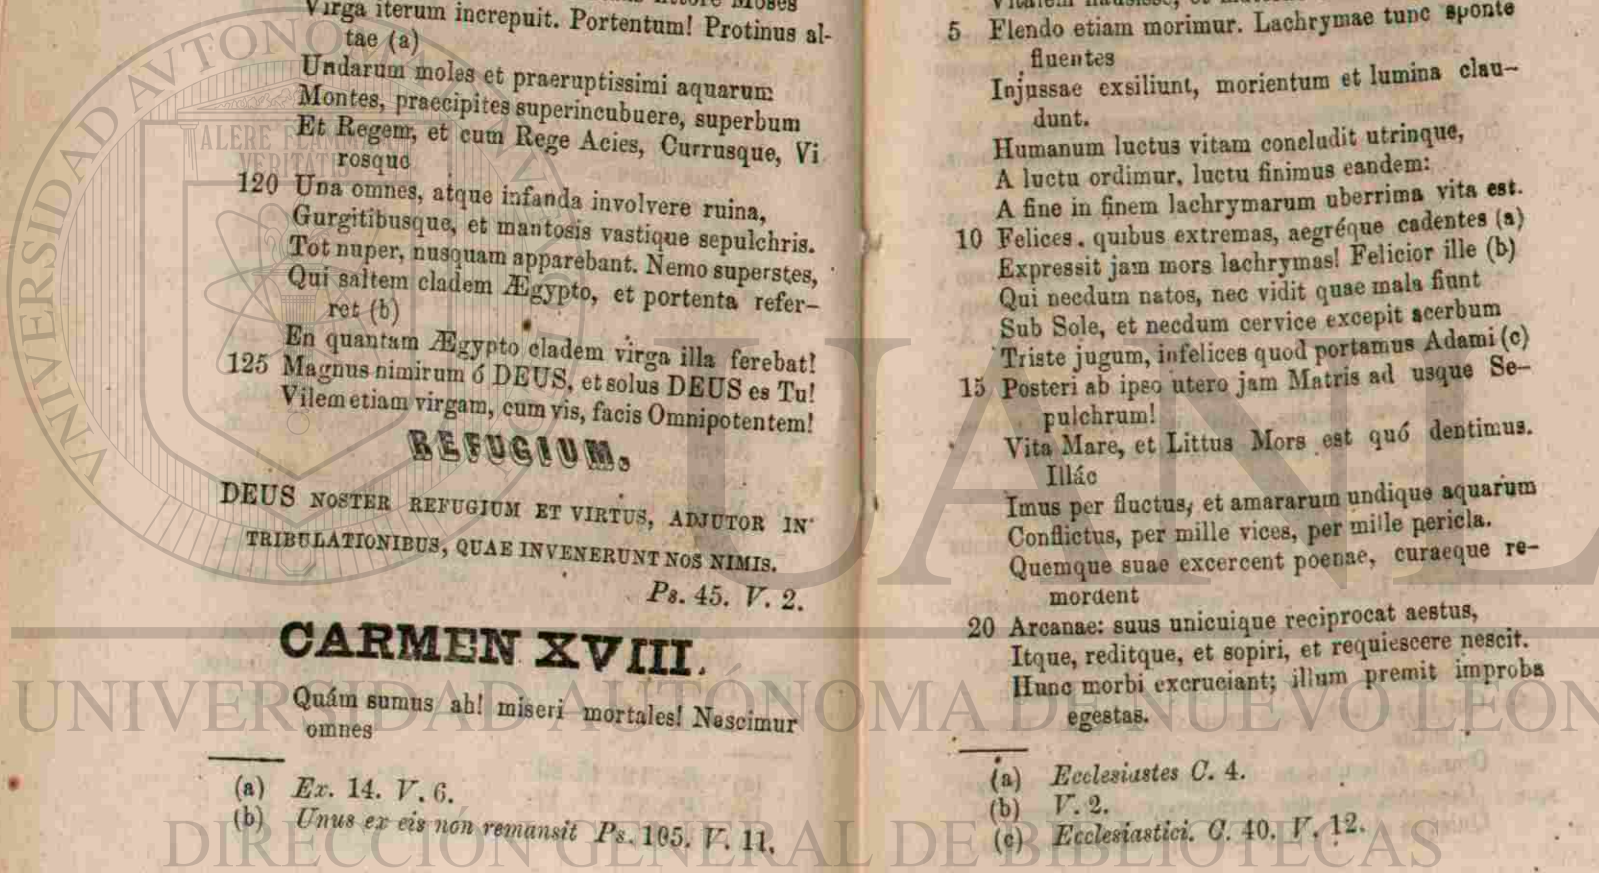 Moses
Virga iterum increpuit. Portentum! Protinus al-
tae (a)
Undarum moles et praeruptissimi aquarum
Montes, praecipites superincubuere, superbum
Et Regem, et cum Rege Acies, Currusque, Vi
rosque
120 Una omnes, atque infanda involvere ruina,
Gurgitibusque, et mantosis vastique sepulchris.
Tot nuper, nusquam apparebant. Nemo superstes,
Qui saltem cladem Ægypto, et portenta refer-
ret (b)
En quantam Ægypto cladem virga illa ferebat!
125 Magnus nimirum ó DEUS, et solus DEUS es Tu!
Vilem etiam virgam, cum vis, facis Omnipotentem!
REFUGIUM.
DEUS NOSTER REFUGIUM ET VIRTUS, ADJUTOR IN
TRIBULATIONIBUS, QUAE INVENERUNT NOS NIMIS.
Ps. 45. V. 2.
CARMEN XVIII.
Quám sumus ah! miseri mortales! Nascimur
omnes
(a) Ex. 14. V. 6.
(b) Unus ex eis non remansit Ps. 105. V. 11.
5 Flendo etiam morimur. Lachrymae tunc sponte
fluentes
Injussae exsiliunt, morientum et lumina clau-
dunt.
Humanum luctus vitam concludit utrinque,
A luctu ordimur, luctu finimus eandem:
A fine in finem lachrymarum uberrima vita est.
10 Felices, quibus extremas, aegréque cadentes (a)
Expressit jam mors lachrymas! Felicior ille (b)
Qui necdum natos, nec vidit quae mala fiunt
Sub Sole, et necdum cervice excepit acerbum
Triste jugum, infelices quod portamus Adami (c)
15 Posteri ab ipso utero jam Matris ad usque Se-
pulchrum!
Vita Mare, et Littus Mors est quó dentimus.
Illác
Imus per fluctus, et amararum undique aquarum
Conflictus, per mille vices, per mille pericla.
Quemque suae excercent poenae, curaeque re-
mordent
20 Arcanae: suus unicuique reciprocat aestus,
Itque, reditque, et sopiri, et requiescere nescit.
Hunc morbi excruciant; illum premit improba
egestas.
(a) Ecclesiastes C. 4.
(b) V. 2.
(c) Ecclesiastici. C. 40. V. 12.
UNIVERSIDAD AUTONOMA
ALERE FLAMMAM
VERITATIS
UANL
UNIVERSIDAD AUTÓNOMA DE NUEVO LEÓN
DIRECCIÓN GENERAL DE BIBLIOTECAS